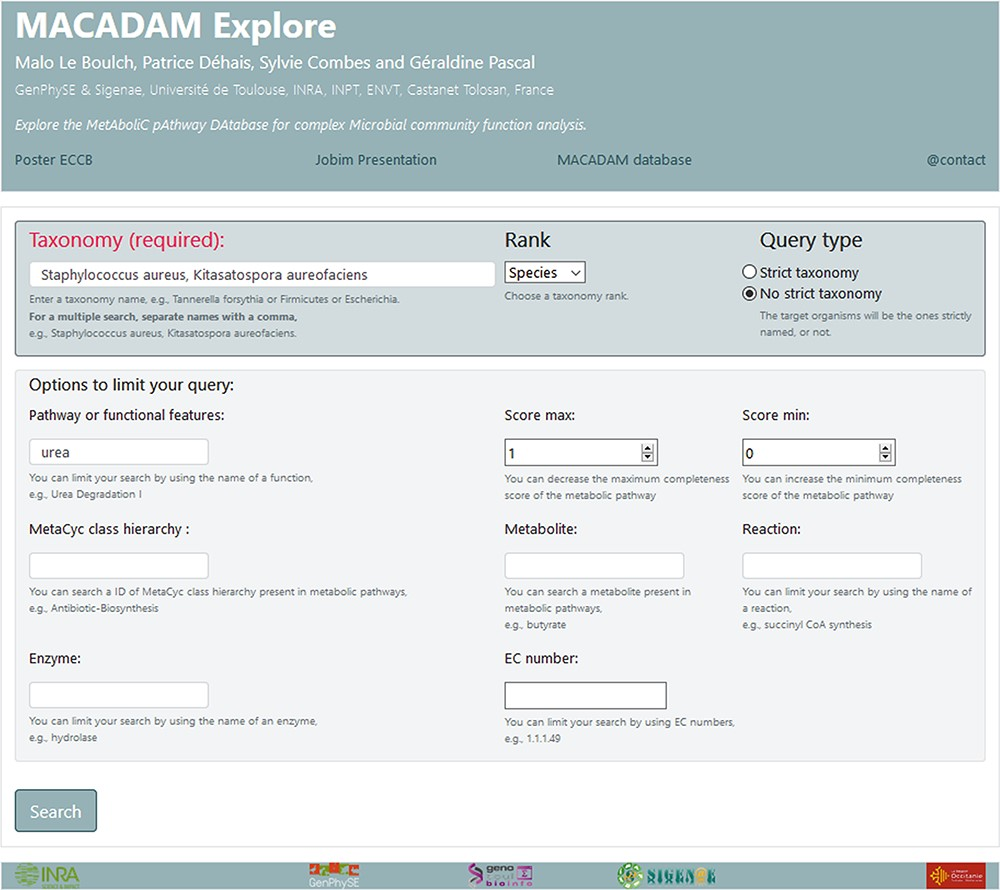 MACADAM Explore
Malo Le Boulch, Patrice Déhais, Sylvie Combes and Géraldine Pascal
GenPhySE & Sigenae, Université de Toulouse, INRA, INPT, ENVT, Castanet Tolosan, France
Explore the MetAboliC pAthway DAtabase for complex Microbial community function analysis.
Poster ECCB Jobim Presentation MACADAM database @contact
Taxonomy (required): Rank Query type
Staphylococcus aureus, Kitasatospora aureofaciens Species Strict taxonomy
No strict taxonomy
Enter a taxonomy name, e.g., Tannerella forsythia or Firmicutes or Escherichia. Choose a taxonomy rank.
For a multiple search, separate names with a comma, The target organisms will be the ones strictly
e.g., Staphylococcus aureus, Kitasatospora aureofaciens. named, or not.
Options to limit your query:
Pathway or functional features: Score max: Score min:
urea 1 0
You can limit your search by using the name of a function, You can decrease the maximum completeness You can increase the minimum completeness
e.g., Urea Degradation I score of the metabolic pathway score of the metabolic pathway
MetaCyc class hierarchy : Metabolite: Reaction:
You can search a ID of MetaCyc class hierarchy present in metabolic pathways, You can search a metabolite present in You can limit your search by using the name of
e.g., Antibiotic-Biosynthesis metabolic pathways, a reaction,
e.g., butyrate e.g., succinyl CoA synthesis
Enzyme: EC number:
You can limit your search by using the name of an enzyme, You can limit your search by using EC numbers,
e.g., hydrolase e.g., 1.1.1.49
Search
INRA GenPhySE geno toul bioinfo SIGENAE Occitanie